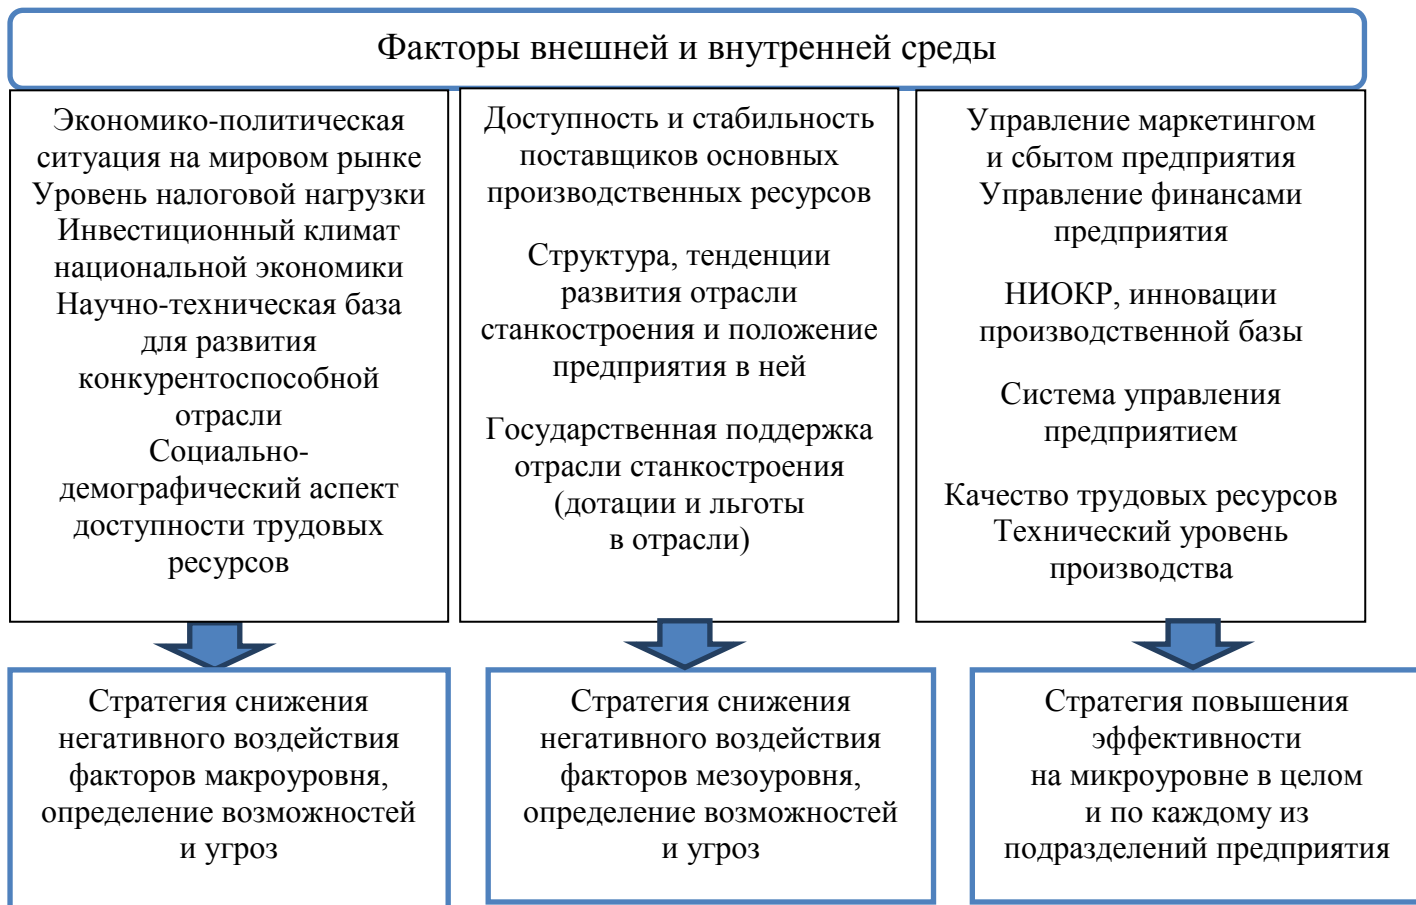 Факторы внешней и внутренней среды
Экономико-политическая
ситуация на мировом рынке
Уровень налоговой нагрузки
Инвестиционный климат
национальной экономики
Научно-техническая база
для развития
конкурентоспособной
отрасли
Социально-
демографический аспект
доступности трудовых
ресурсов
Доступность и стабильность
поставщиков основных
производственных ресурсов
Структура, тенденции
развития отрасли
станкостроения и положение
предприятия в ней
Государственная поддержка
отрасли станкостроения
(дотации и льготы
в отрасли)
Управление маркетингом
и сбытом предприятия
Управление финансами
предприятия
НИОКР, инновации
производственной базы
Система управления
предприятием
Качество трудовых ресурсов
Технический уровень
производства
Стратегия снижения
негативного воздействия
факторов макроуровня,
определение возможностей
и угроз
Стратегия снижения
негативного воздействия
факторов мезоуровня,
определение возможностей
и угроз
Стратегия повышения
эффективности
на микроуровне в целом
и по каждому из
подразделений предприятия